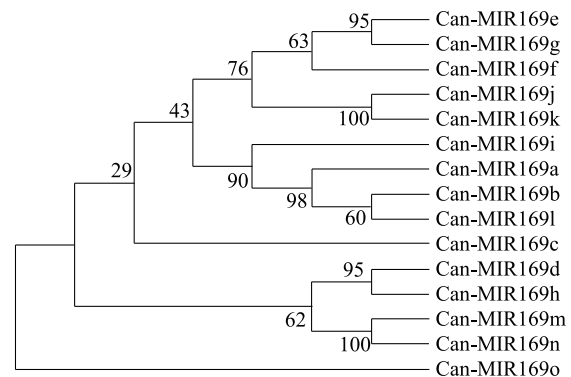 95 Can-MIR169e
63 Can-MIR169g
76 Can-MIR169f
43 Can-MIR169j
100 Can-MIR169k
29 Can-MIR169i
90 Can-MIR169a
98 Can-MIR169b
60 Can-MIR169l
Can-MIR169c
95 Can-MIR169d
Can-MIR169h
62 Can-MIR169m
100 Can-MIR169n
Can-MIR169o